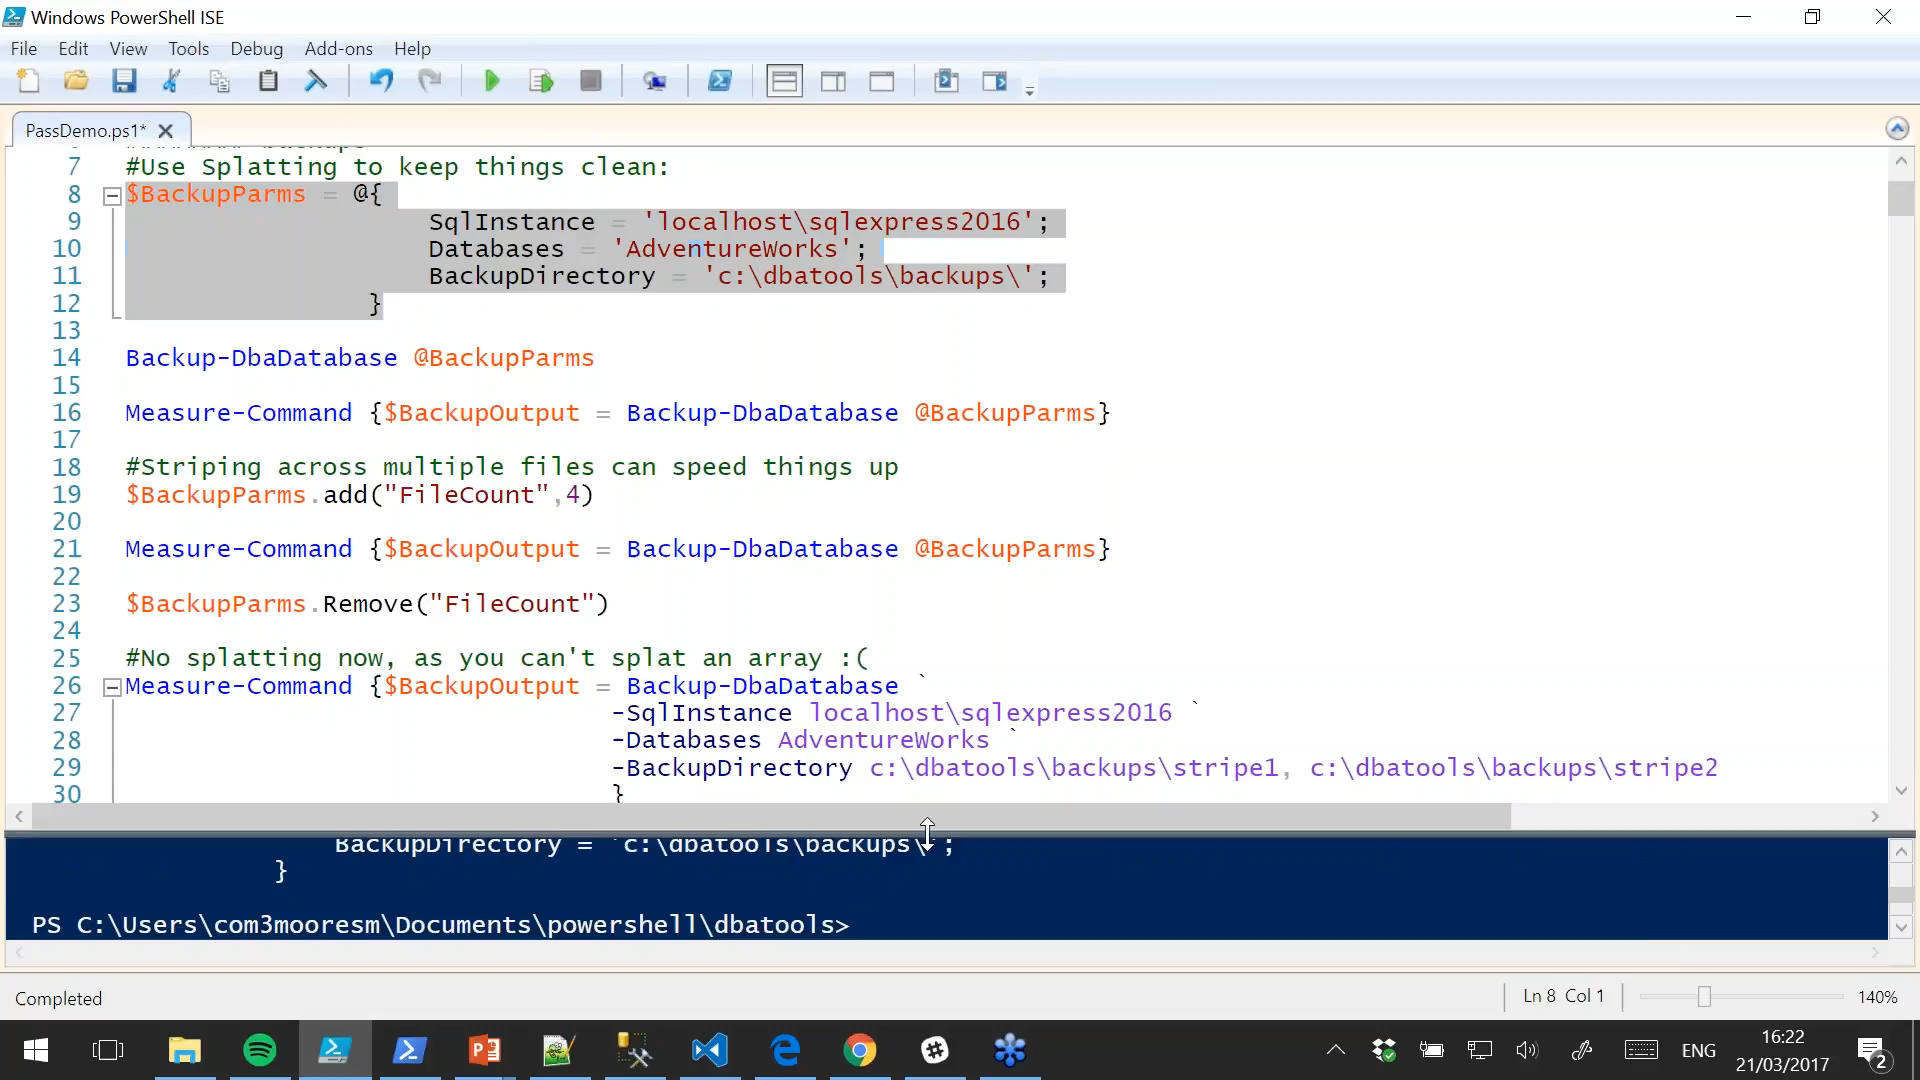 Windows PowerShell ISE
File Edit View Tools Debug Add-ons Help
PassDemo.ps1*
7 #Use Splatting to keep things clean:
8 $BackupParms = @{
9 SqlInstance = 'localhost\sqlexpress2016';
10 Databases = 'AdventureWorks';
11 BackupDirectory = 'c:\dbatools\backups\';
12 }
13
14 Backup-DbaDatabase @BackupParms
15
16 Measure-Command {$BackupOutput = Backup-DbaDatabase @BackupParms}
17
18 #Striping across multiple files can speed things up
19 $BackupParms.add("FileCount",4)
20
21 Measure-Command {$BackupOutput = Backup-DbaDatabase @BackupParms}
22
23 $BackupParms.Remove("FileCount")
24
25 #No splatting now, as you can't splat an array :(
26 Measure-Command {$BackupOutput = Backup-DbaDatabase `
27 -SqlInstance localhost\sqlexpress2016 `
28 -Databases AdventureWorks `
29 -BackupDirectory c:\dbatools\backups\stripe1, c:\dbatools\backups\stripe2
30 }
BackupDirectory = 'c:\dbatools\backups\';
}
PS C:\Users\com3mooresm\Documents\powershell\dbatools>
Completed
Ln 8 Col 1
140%
ENG
16:22
21/03/2017
2